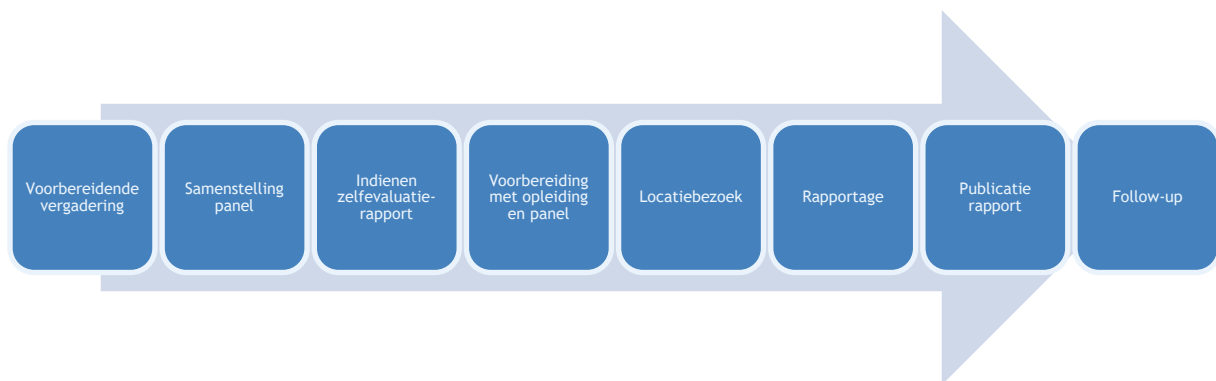 Voorbereidende
vergadering
Samenstelling
panel
Indienen
zelfevaluatie-
rapport
Voorbereiding
met opleiding
en panel
Locatiebezoek
Rapportage
Publicatie
rapport
Follow-up